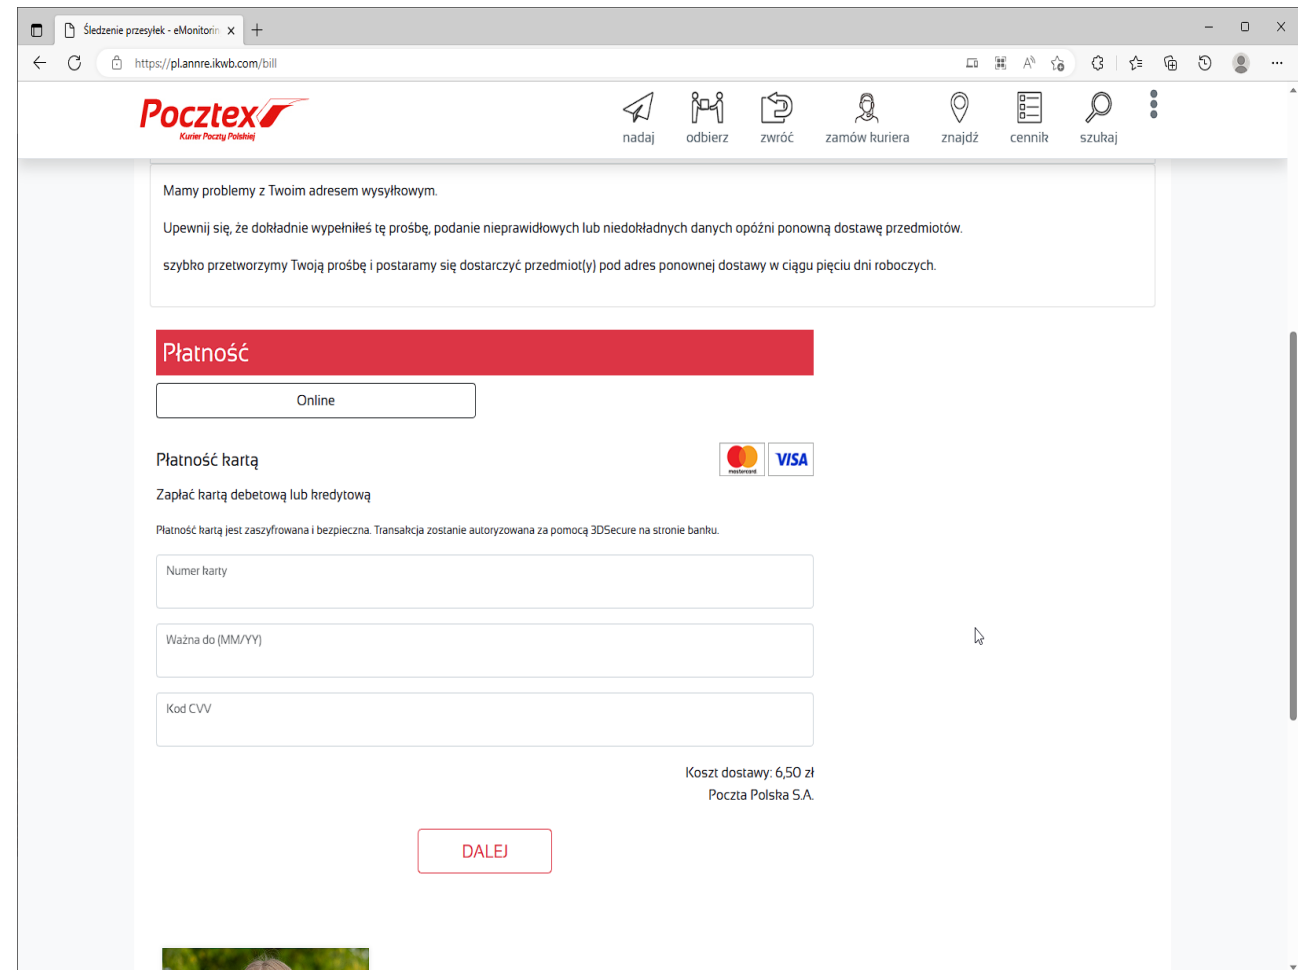 Śledzenie przesyłek - eMonitorin
https://pl.annre.ikwb.com/bill
Pocztex
Kurier Poczty Polskiej
nadaj odbierz zwróć zamów kuriera znajdź cennik szukaj
Mamy problemy z Twoim adresem wysyłkowym.
Upewnij się, że dokładnie wypełniłeś tę prośbę, podanie nieprawidłowych lub niedokładnych danych opóźni ponowną dostawę przedmiotów.
szybko przetworzymy Twoją prośbę i postaramy się dostarczyć przedmiot(y) pod adres ponownej dostawy w ciągu pięciu dni roboczych.
Płatność
Online
Płatność kartą
mastercard VISA
Zapłać kartą debetową lub kredytową
Płatność kartą jest zaszyfrowana i bezpieczna. Transakcja zostanie autoryzowana za pomocą 3DSecure na stronie banku.
Numer karty
Ważna do (MM/YY)
Kod CVV
Koszt dostawy: 6,50 zł
Poczta Polska S.A.
DALEJ